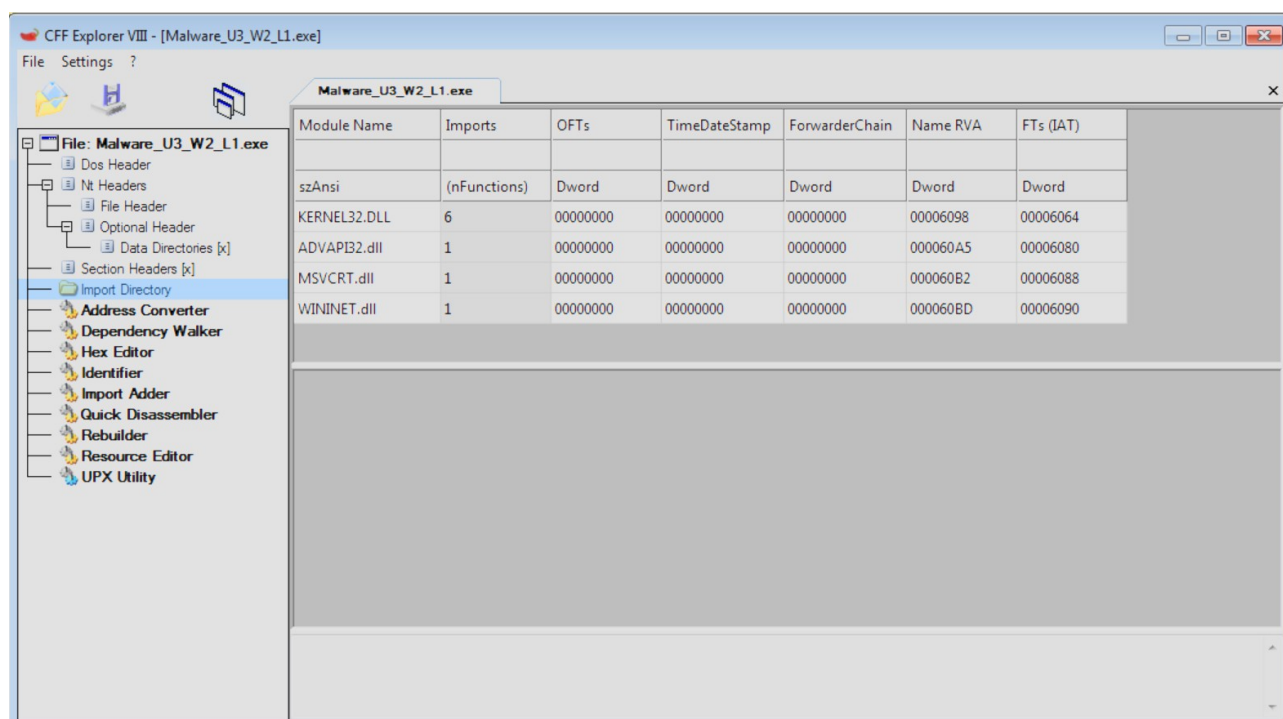 CFF Explorer VIII - [Malware_U3_W2_L1.exe]
File Settings ?
Malware_U3_W2_L1.exe
File: Malware_U3_W2_L1.exe
Dos Header
Nt Headers
File Header
Optional Header
Data Directories [x]
Section Headers [x]
Import Directory
Address Converter
Dependency Walker
Hex Editor
Identifier
Import Adder
Quick Disassembler
Rebuilder
Resource Editor
UPX Utility
Module Name Imports OFTs TimeDateStamp ForwarderChain Name RVA FTs (IAT)
szAnsi (nFunctions) Dword Dword Dword Dword Dword
KERNEL32.DLL 6 00000000 00000000 00000000 00006098 00006064
ADVAPI32.dll 1 00000000 00000000 00000000 000060A5 00006080
MSVCRT.dll 1 00000000 00000000 00000000 000060B2 00006088
WININET.dll 1 00000000 00000000 00000000 000060BD 00006090